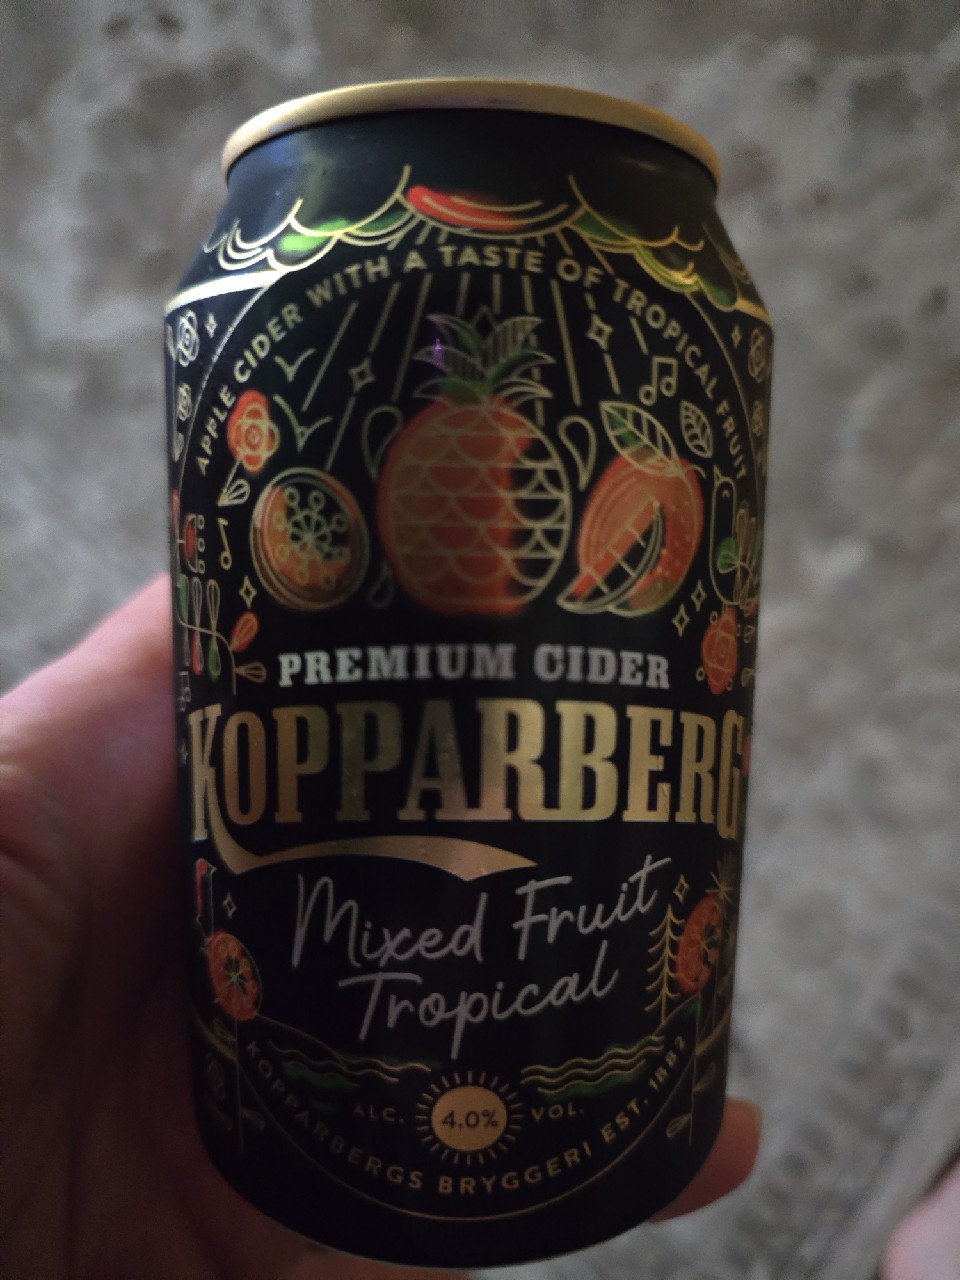 APPLE CIDER WITH A TASTE OF TROPICAL FRUIT
PREMIUM CIDER
KOPPARBERG
Mixed Fruit
Tropical
ALC. 4.0% VOL.
KOPPARBERGS BRYGGERI EST. 1882